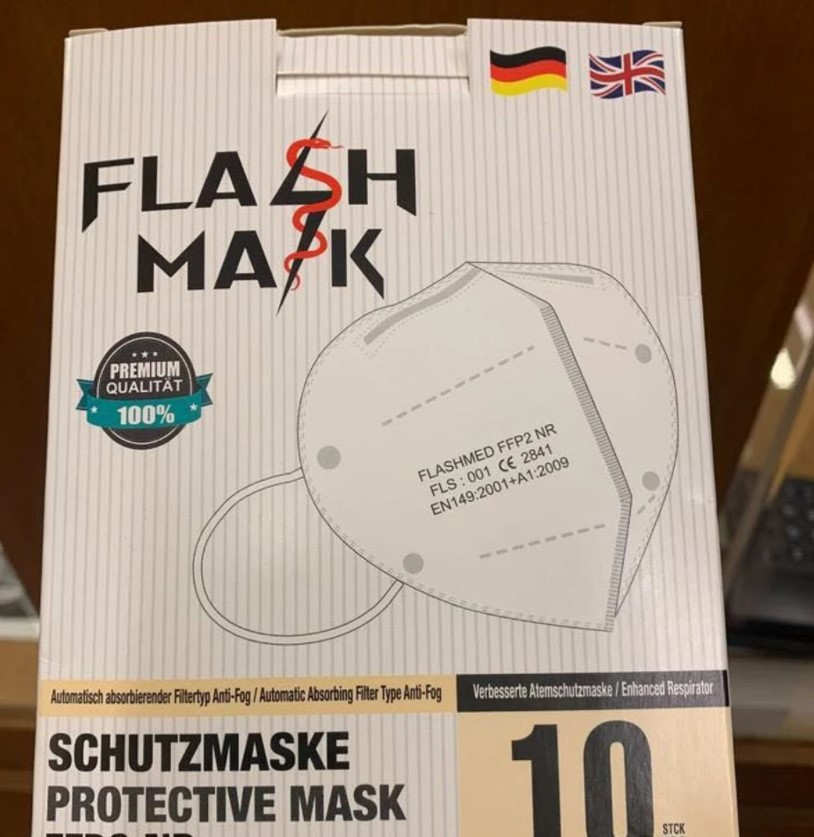 FLASH
MASK
PREMIUM
QUALITÄT
100%
FLASHMED FFP2 NR
FLS : 001 CE 2841
EN149:2001+A1:2009
Automatisch absorbierender Filtertyp Anti-Fog / Automatic Absorbing Filter Type Anti-Fog
Verbesserte Atemschutzmaske / Enhanced Respirator
SCHUTZMASKE
PROTECTIVE MASK
10
STCK